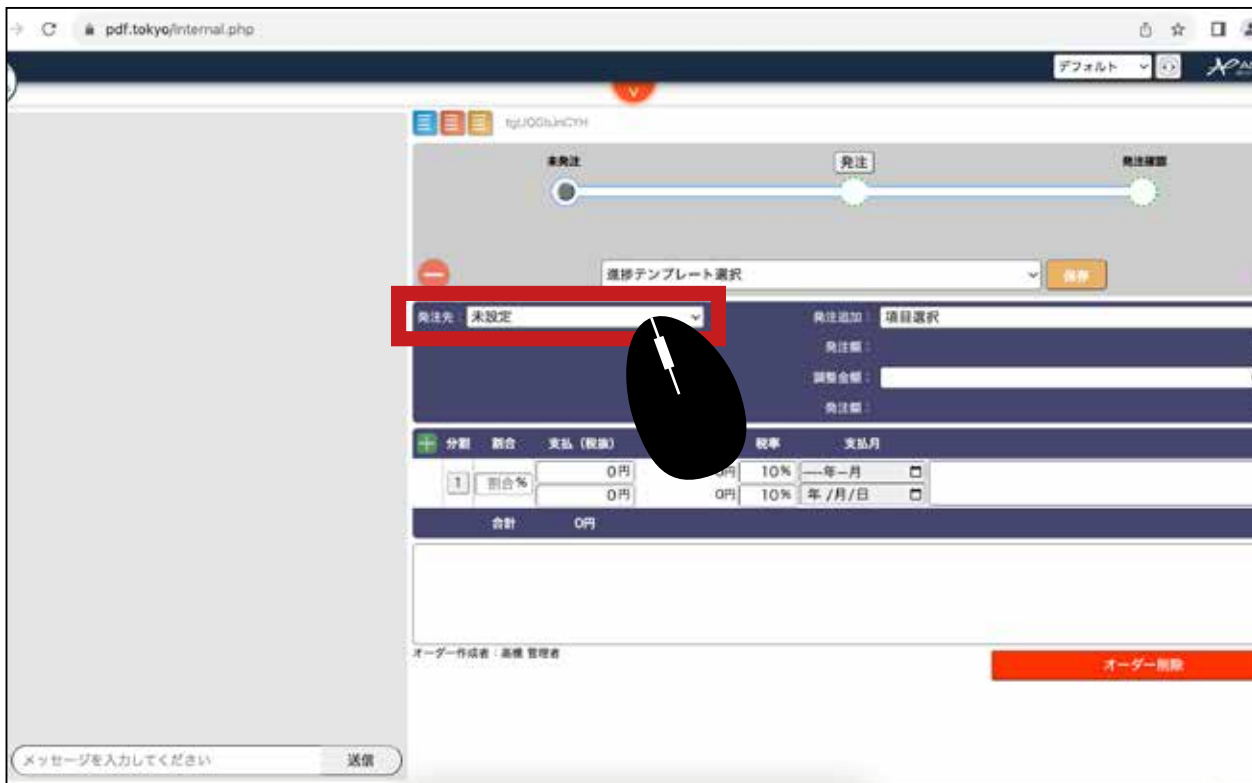 pdf.tokyo/internal.php
デフォルト
未発注 発注 発注確認
進捗テンプレート選択 保存
発注先： 未設定 発注追加： 項目選択
発注額：
調整金額：
発注額：
分割 割合 支払（税抜） 税率 支払月
1 割合% 0円 0円 10% ----年--月
0円 0円 10% 年 /月/日
合計 0円
オーダー作成者：高橋 管理者
オーダー削除
メッセージを入力してください 送信